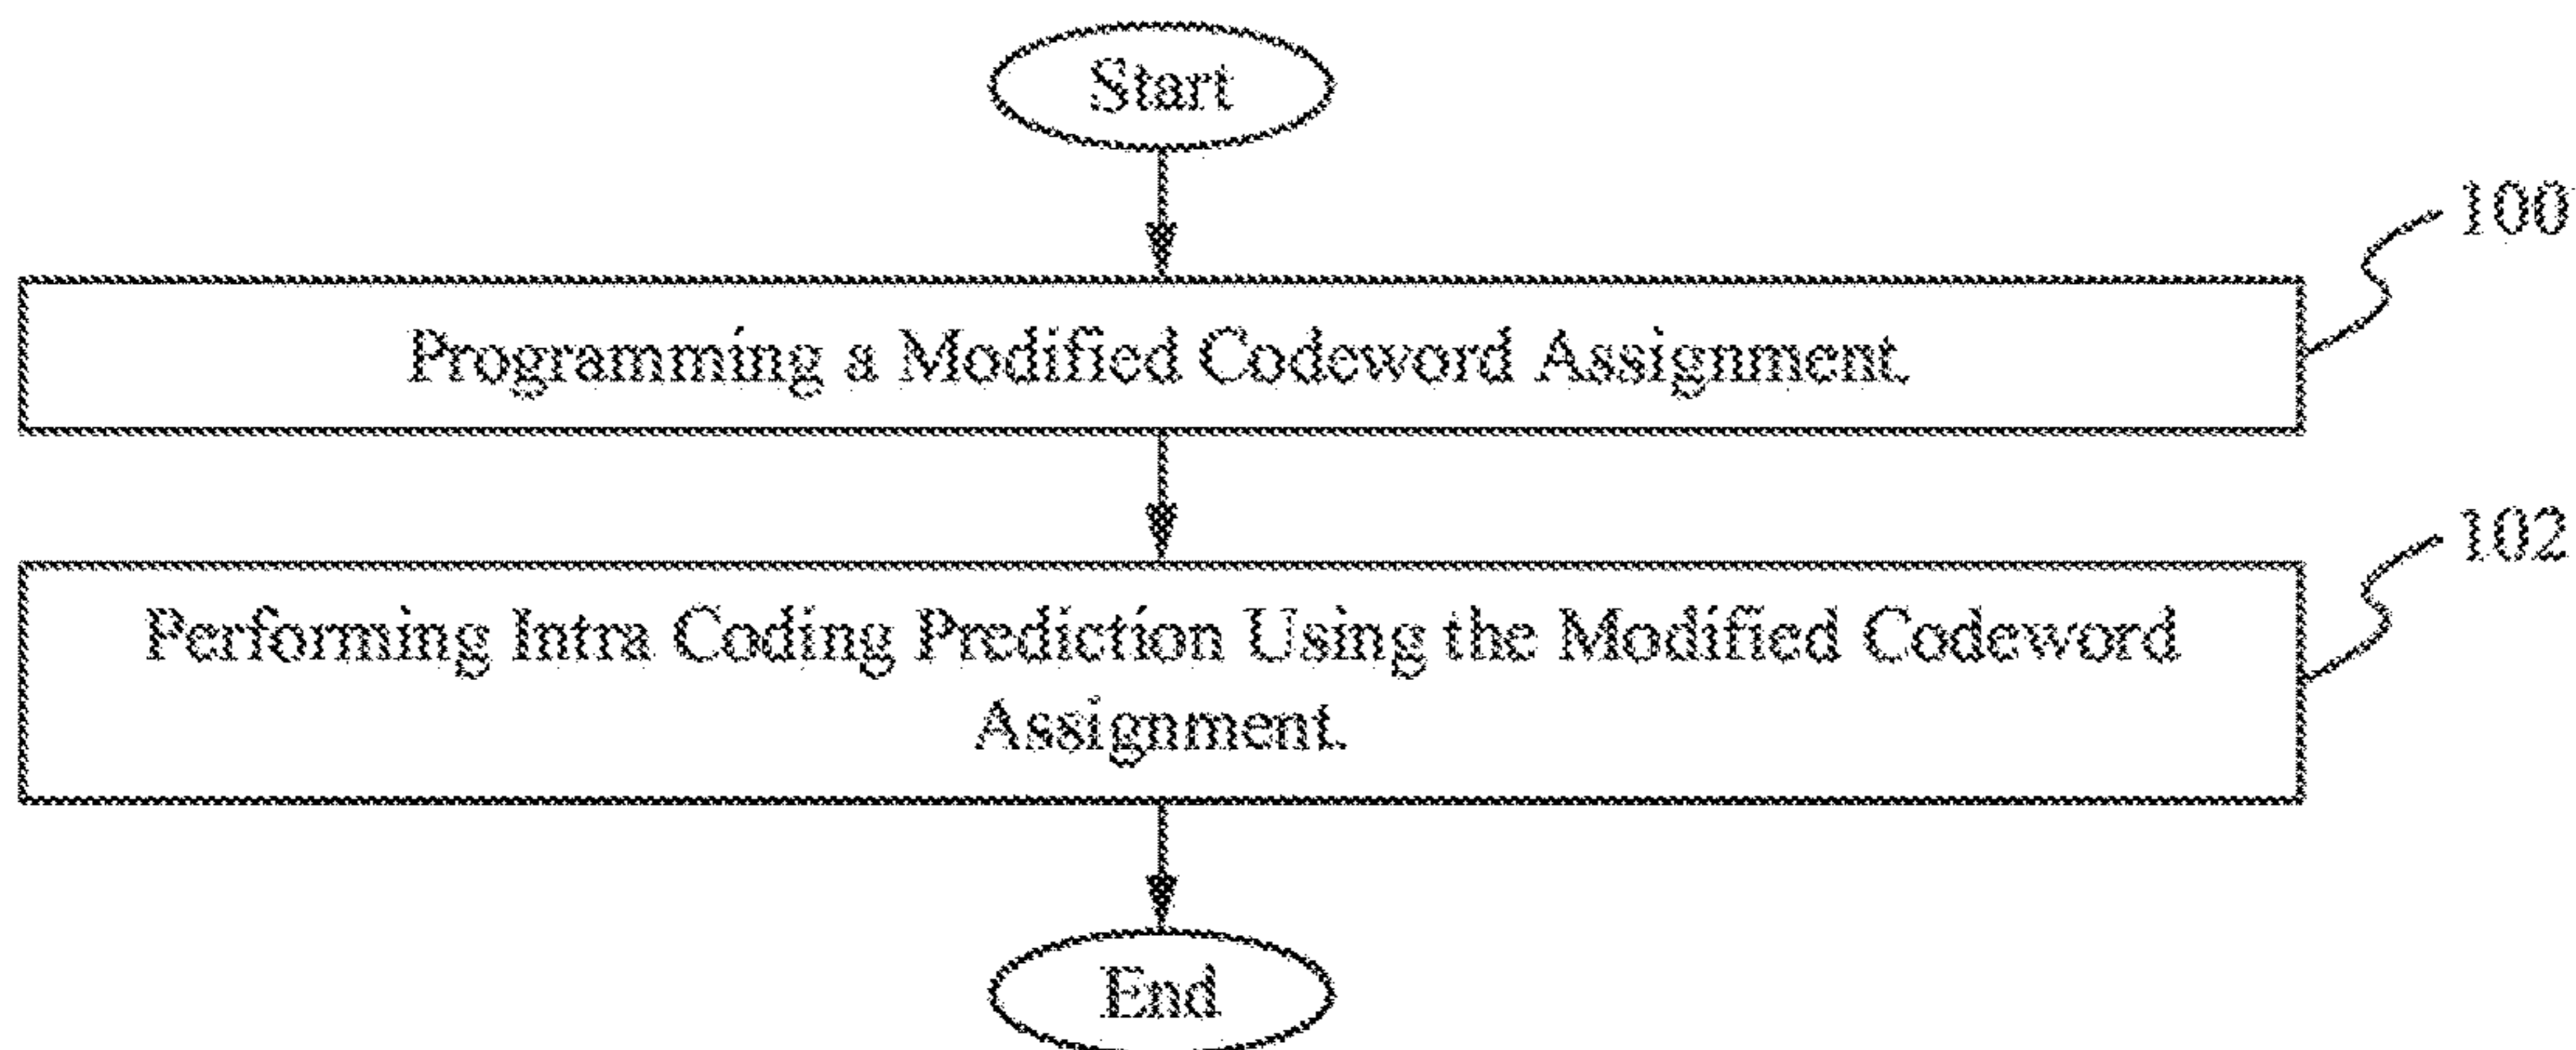 Start
100
Programming a Modified Codeword Assignment.
102
Performing Intra Coding Prediction Using the Modified Codeword
Assignment.
End